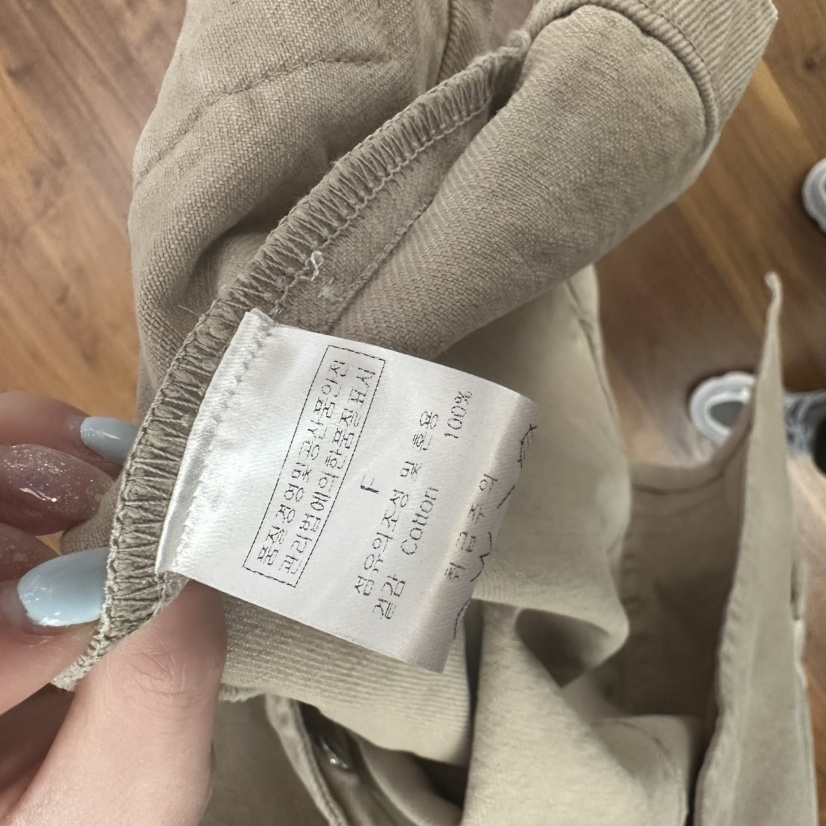 품질경영및공산품안전
관리법에의한품질표시
F
섬유의조성 및 혼용
겉감 Cotton 100%
취급주의